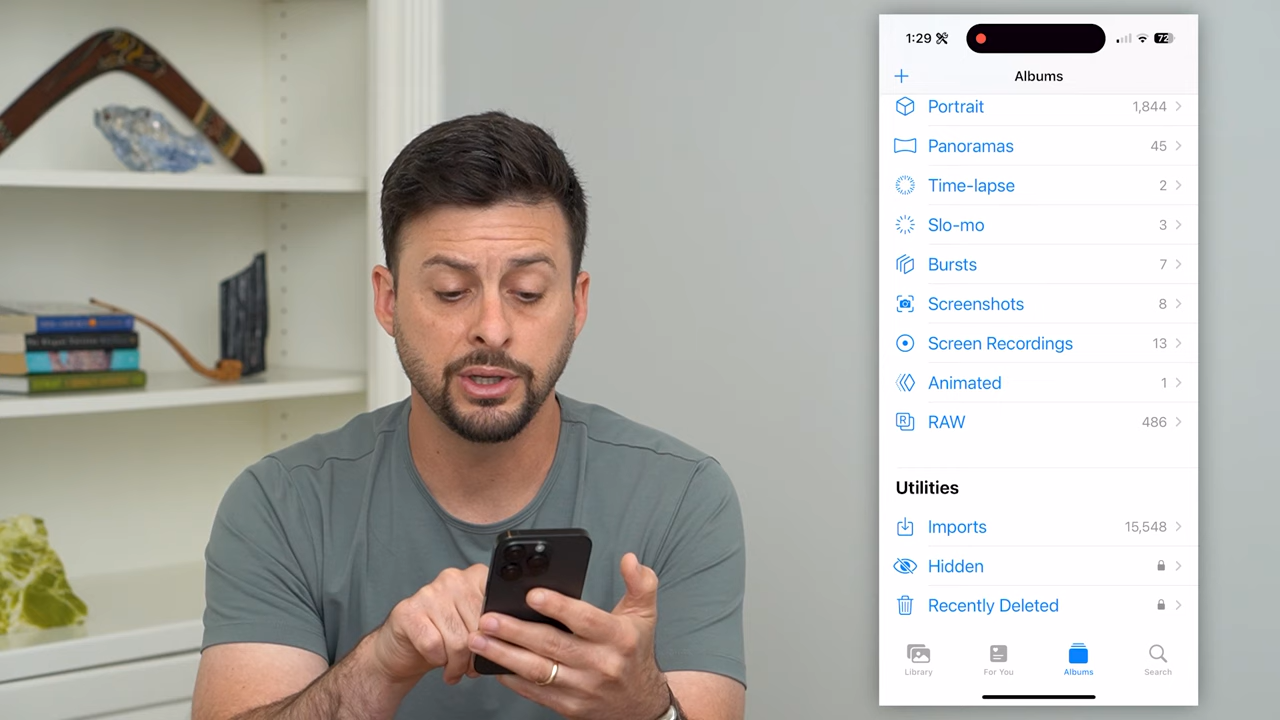 1:29
72
Albums
Portrait 1,844
Panoramas 45
Time-lapse 2
Slo-mo 3
Bursts 7
Screenshots 8
Screen Recordings 13
Animated 1
RAW 486
Utilities
Imports 15,548
Hidden
Recently Deleted
Library For You Albums Search